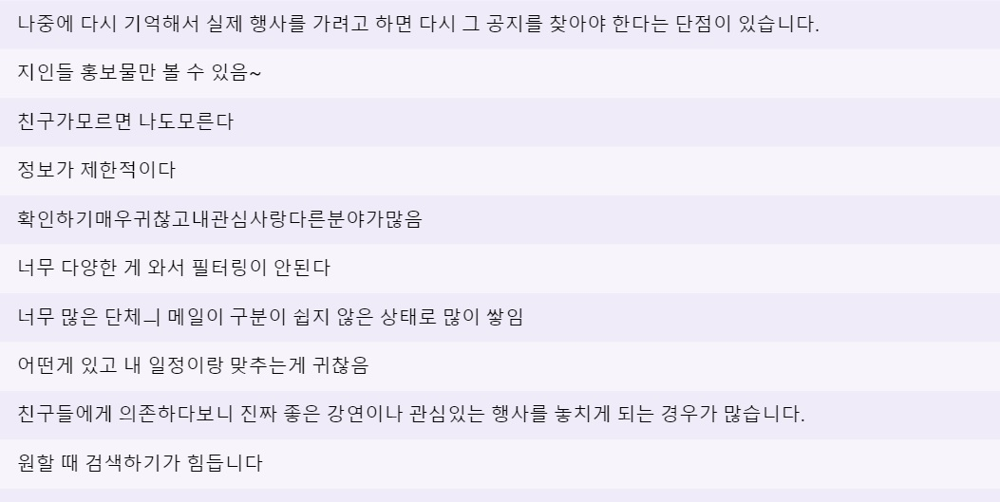 나중에 다시 기억해서 실제 행사를 가려고 하면 다시 그 공지를 찾아야 한다는 단점이 있습니다.
지인들 홍보물만 볼 수 있음~
친구가모르면 나도모른다
정보가 제한적이다
확인하기매우귀찮고내관심사랑다른분야가많음
너무 다양한 게 와서 필터링이 안된다
너무 많은 단체ㅢ 메일이 구분이 쉽지 않은 상태로 많이 쌓임
어떤게 있고 내 일정이랑 맞추는게 귀찮음
친구들에게 의존하다보니 진짜 좋은 강연이나 관심있는 행사를 놓치게 되는 경우가 많습니다.
원할 때 검색하기가 힘듭니다